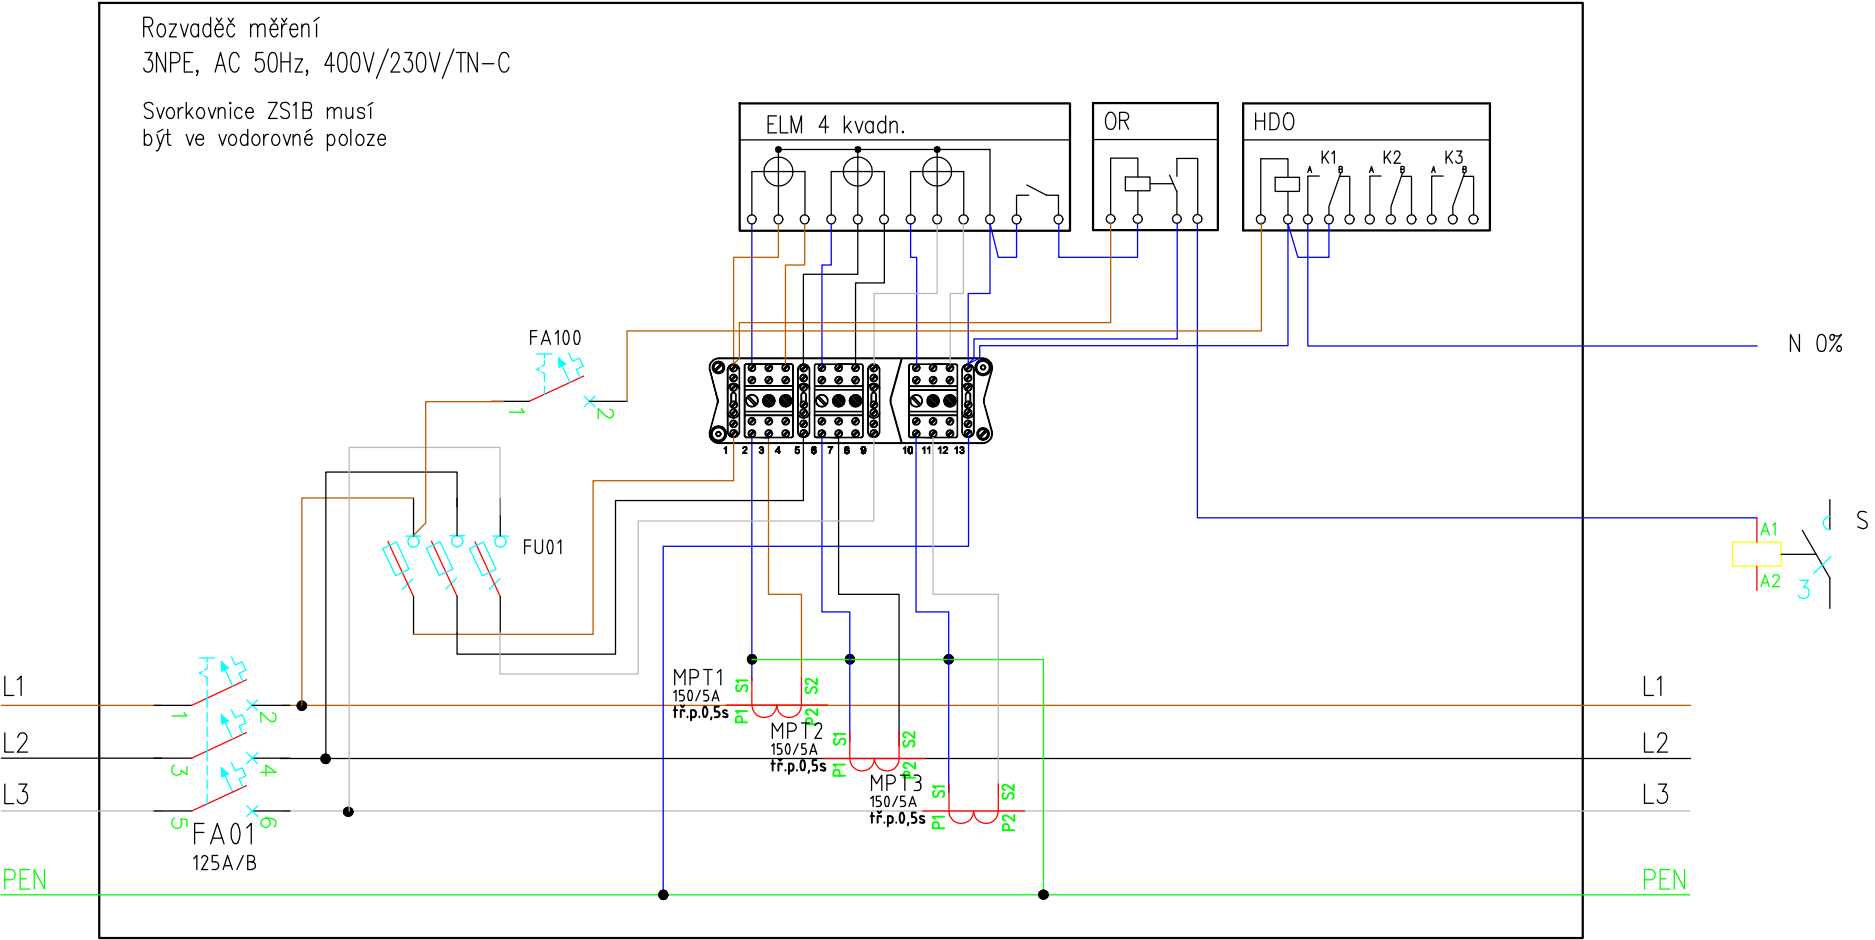 Rozvaděč měření
3NPE, AC 50Hz, 400V/230V/TN-C
Svorkovnice ZS1B musí
být ve vodorovné poloze
ELM 4 kvadn.
OR
HDO
K1 K2 K3
A B A B A B
N 0%
FA100
1 2
1 2 3 4 5 6 7 8 9 10 11 12 13
FU01
A1
A2
S
3
L1
1 2
L2
3 4
L3
5 6
FA01
125A/B
PEN
MPT1
150/5A
tř.p.0,5s
S1 S2
P1 P2
MPT2
150/5A
tř.p.0,5s
S1 S2
P1 P2
MPT3
150/5A
tř.p.0,5s
S1 S2
P1 P2
L1
L2
L3
PEN